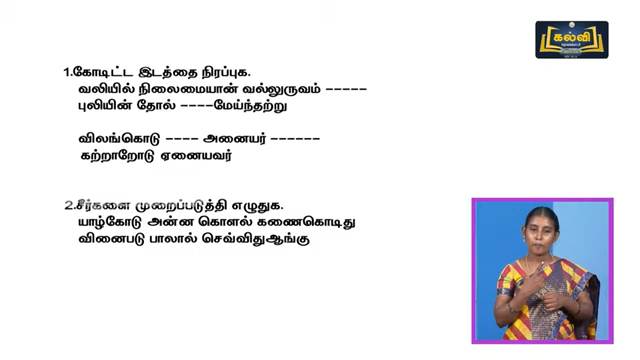 கல்வி
1.கோடிட்ட இடத்தை நிரப்புக.
வலியில் நிலைமையான் வல்லுருவம் -----
புலியின் தோல் ----மேய்ந்தற்று
விலங்கொடு ---- அனையர் ------
கற்றாரோடு ஏனையவர்
2.சீர்களை முறைப்படுத்தி எழுதுக.
யாழ்கோடு அன்ன கொளல் கணைகொடிது
வினைபடு பாலால் செவ்விதுஆங்கு